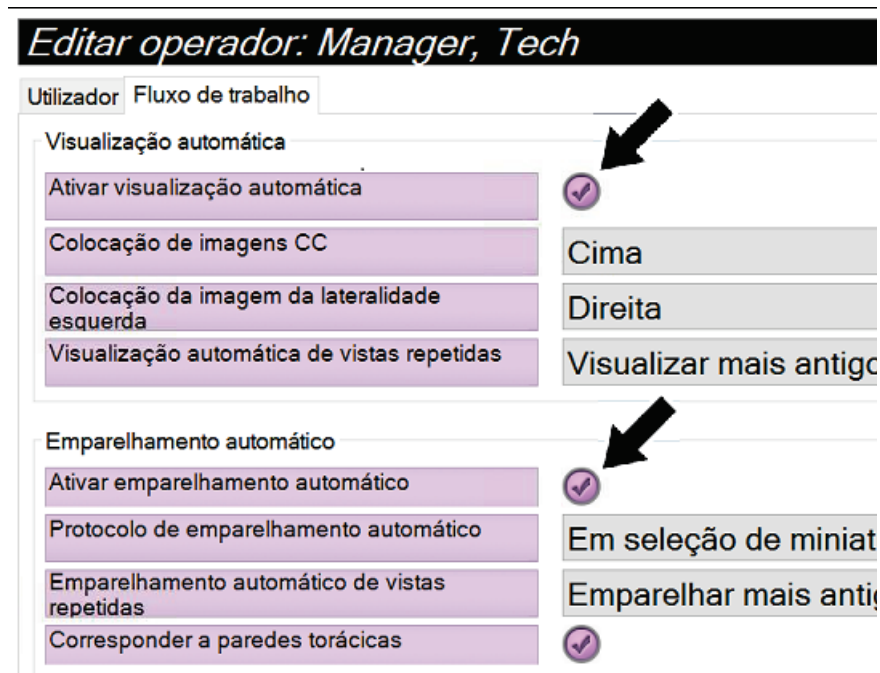 Editar operador: Manager, Tech
Utilizador Fluxo de trabalho
Visualização automática
Ativar visualização automática
Colocação de imagens CC Cima
Colocação da imagem da lateralidade
esquerda Direita
Visualização automática de vistas repetidas Visualizar mais antigo
Emparelhamento automático
Ativar emparelhamento automático
Protocolo de emparelhamento automático Em seleção de miniat
Emparelhamento automático de vistas
repetidas Emparelhar mais antig
Corresponder a paredes torácicas